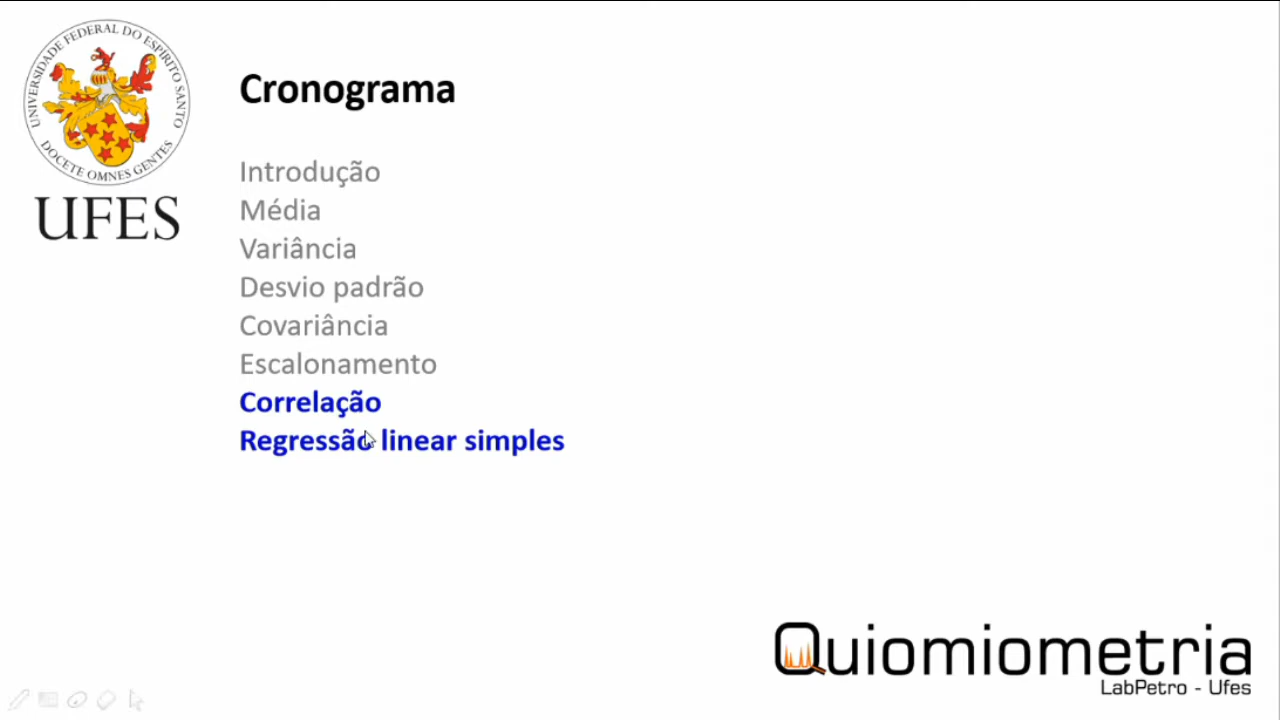 UNIVERSIDADE FEDERAL DO ESPÍRITO SANTO
DOCETE OMNES GENTES
UFES
Cronograma
Introdução
Média
Variância
Desvio padrão
Covariância
Escalonamento
Correlação
Regressão linear simples
Quiomiometria
LabPetro - Ufes